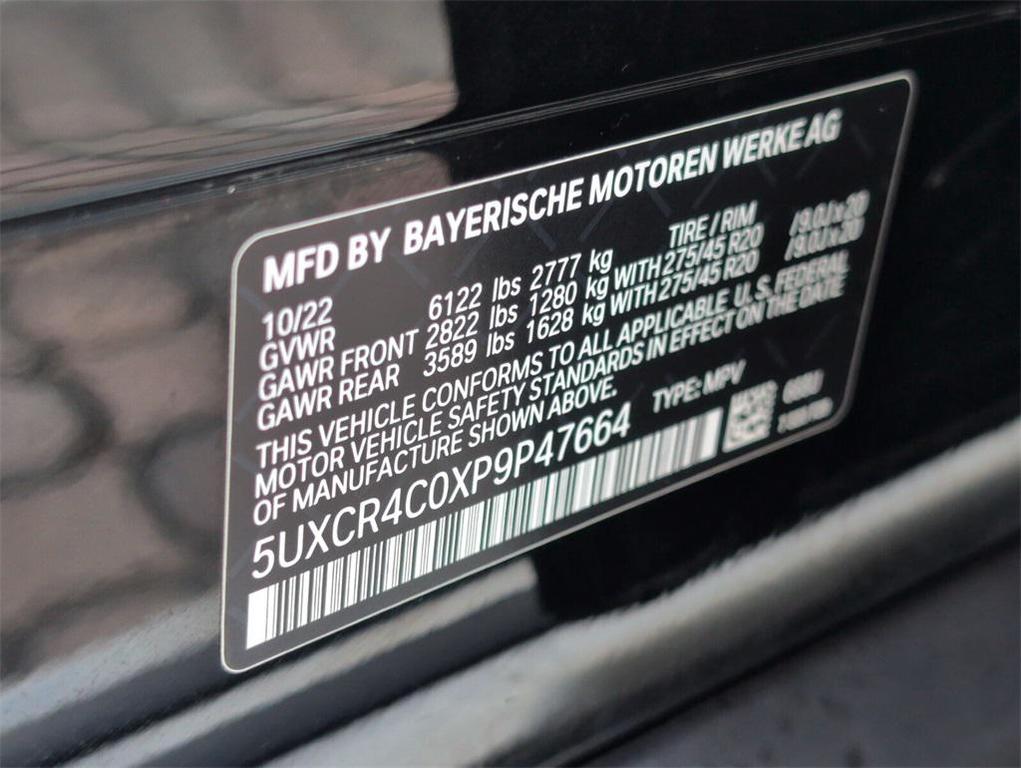 MFD BY BAYERISCHE MOTOREN WERKE AG
10/22
GVWR 6122 lbs 2777 kg TIRE / RIM
GAWR FRONT 2822 lbs 1280 kg WITH 275/45 R20 /9.0Jx20
GAWR REAR 3589 lbs 1628 kg WITH 275/45 R20 /9.0Jx20
THIS VEHICLE CONFORMS TO ALL APPLICABLE U.S. FEDERAL
MOTOR VEHICLE SAFETY STANDARDS IN EFFECT ON THE DATE
OF MANUFACTURE SHOWN ABOVE.
5UXCR4C0XP9P47664 TYPE: MPV